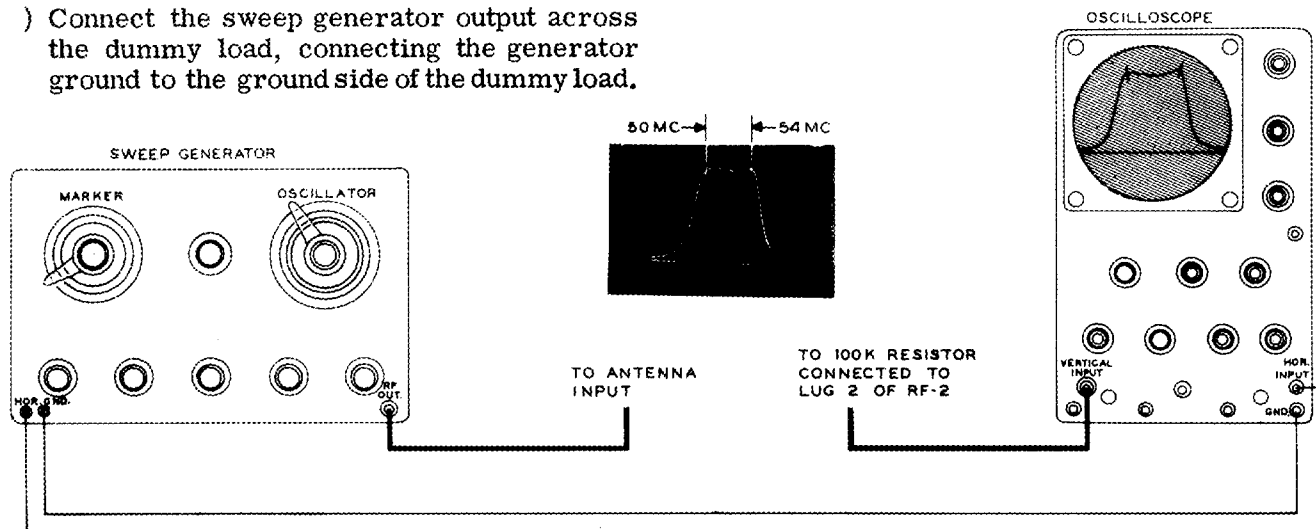 ) Connect the sweep generator output across
the dummy load, connecting the generator
ground to the ground side of the dummy load.
OSCILLOSCOPE
50 MC
54 MC
SWEEP GENERATOR
MARKER
OSCILLATOR
TO ANTENNA
INPUT
TO 100K RESISTOR
CONNECTED TO
LUG 2 OF RF-2
VERTICAL
INPUT
HOR.
INPUT
GND.
HOR. GND.
RF
OUT.